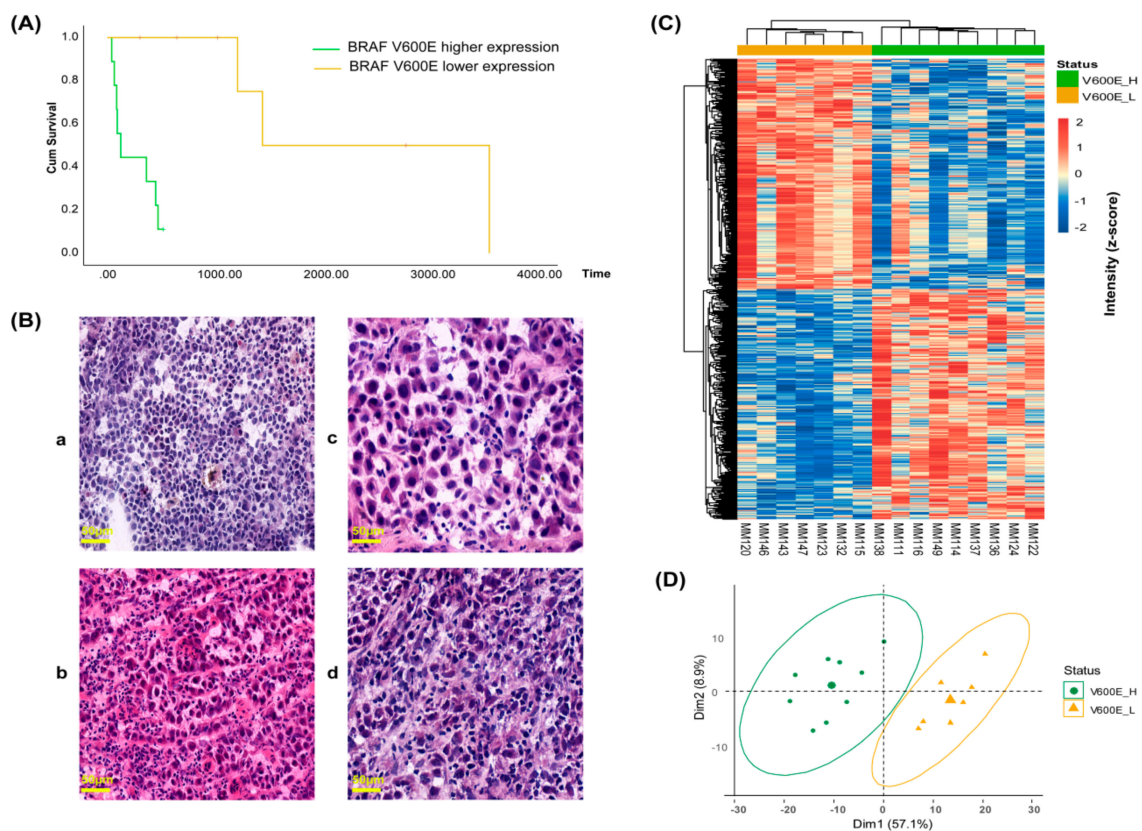 (A)
1.0
0.8
0.6
0.4
0.2
0.0
Cum Survival
BRAF V600E higher expression
BRAF V600E lower expression
.00
1000.00
2000.00
3000.00
4000.00
Time
(B)
a
50µm
c
50µm
b
50µm
d
50µm
(C)
Status
V600E_H
V600E_L
2
1
0
-1
-2
Intensity (z-score)
MM120
MM146
MM143
MM147
MM123
MM132
MM115
MM138
MM111
MM116
MM149
MM114
MM137
MM136
MM124
MM122
(D)
10
0
-10
Dim2 (8.9%)
-30
-20
-10
0
10
20
30
Dim1 (57.1%)
Status
V600E_H
V600E_L